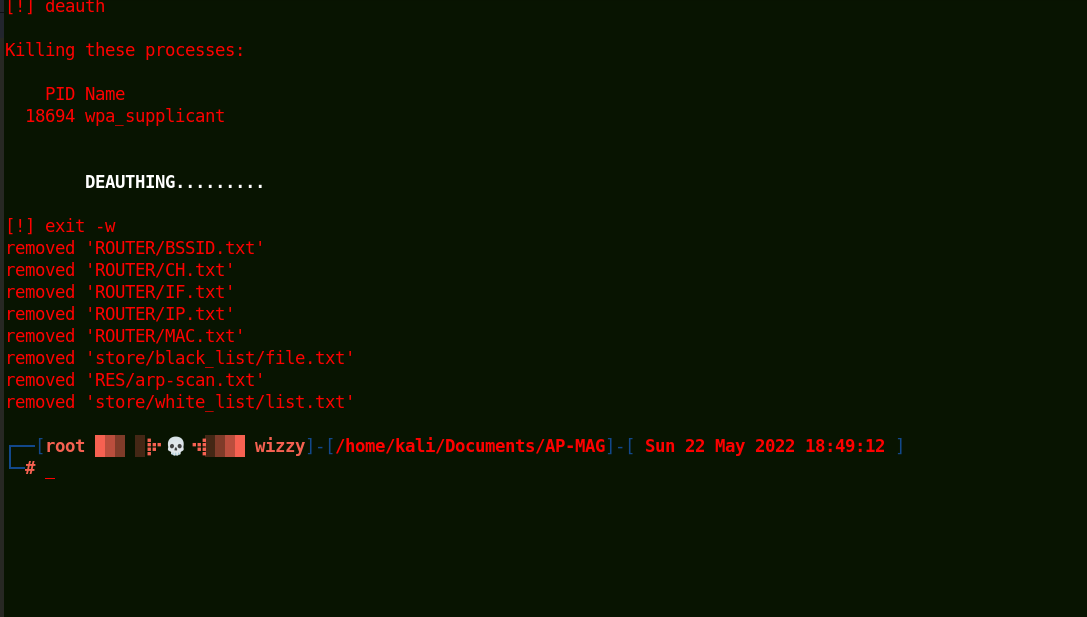 [!] deauth
Killing these processes:
PID Name
18694 wpa_supplicant
DEAUTHING.........
[!] exit -w
removed 'ROUTER/BSSID.txt'
removed 'ROUTER/CH.txt'
removed 'ROUTER/IF.txt'
removed 'ROUTER/IP.txt'
removed 'ROUTER/MAC.txt'
removed 'store/black_list/file.txt'
removed 'RES/arp-scan.txt'
removed 'store/white_list/list.txt'
┌──[root █▓▒ ░⡷⠂💀⠐⢾░▒▓█ wizzy]-[/home/kali/Documents/AP-MAG]-[ Sun 22 May 2022 18:49:12 ]
└─# _